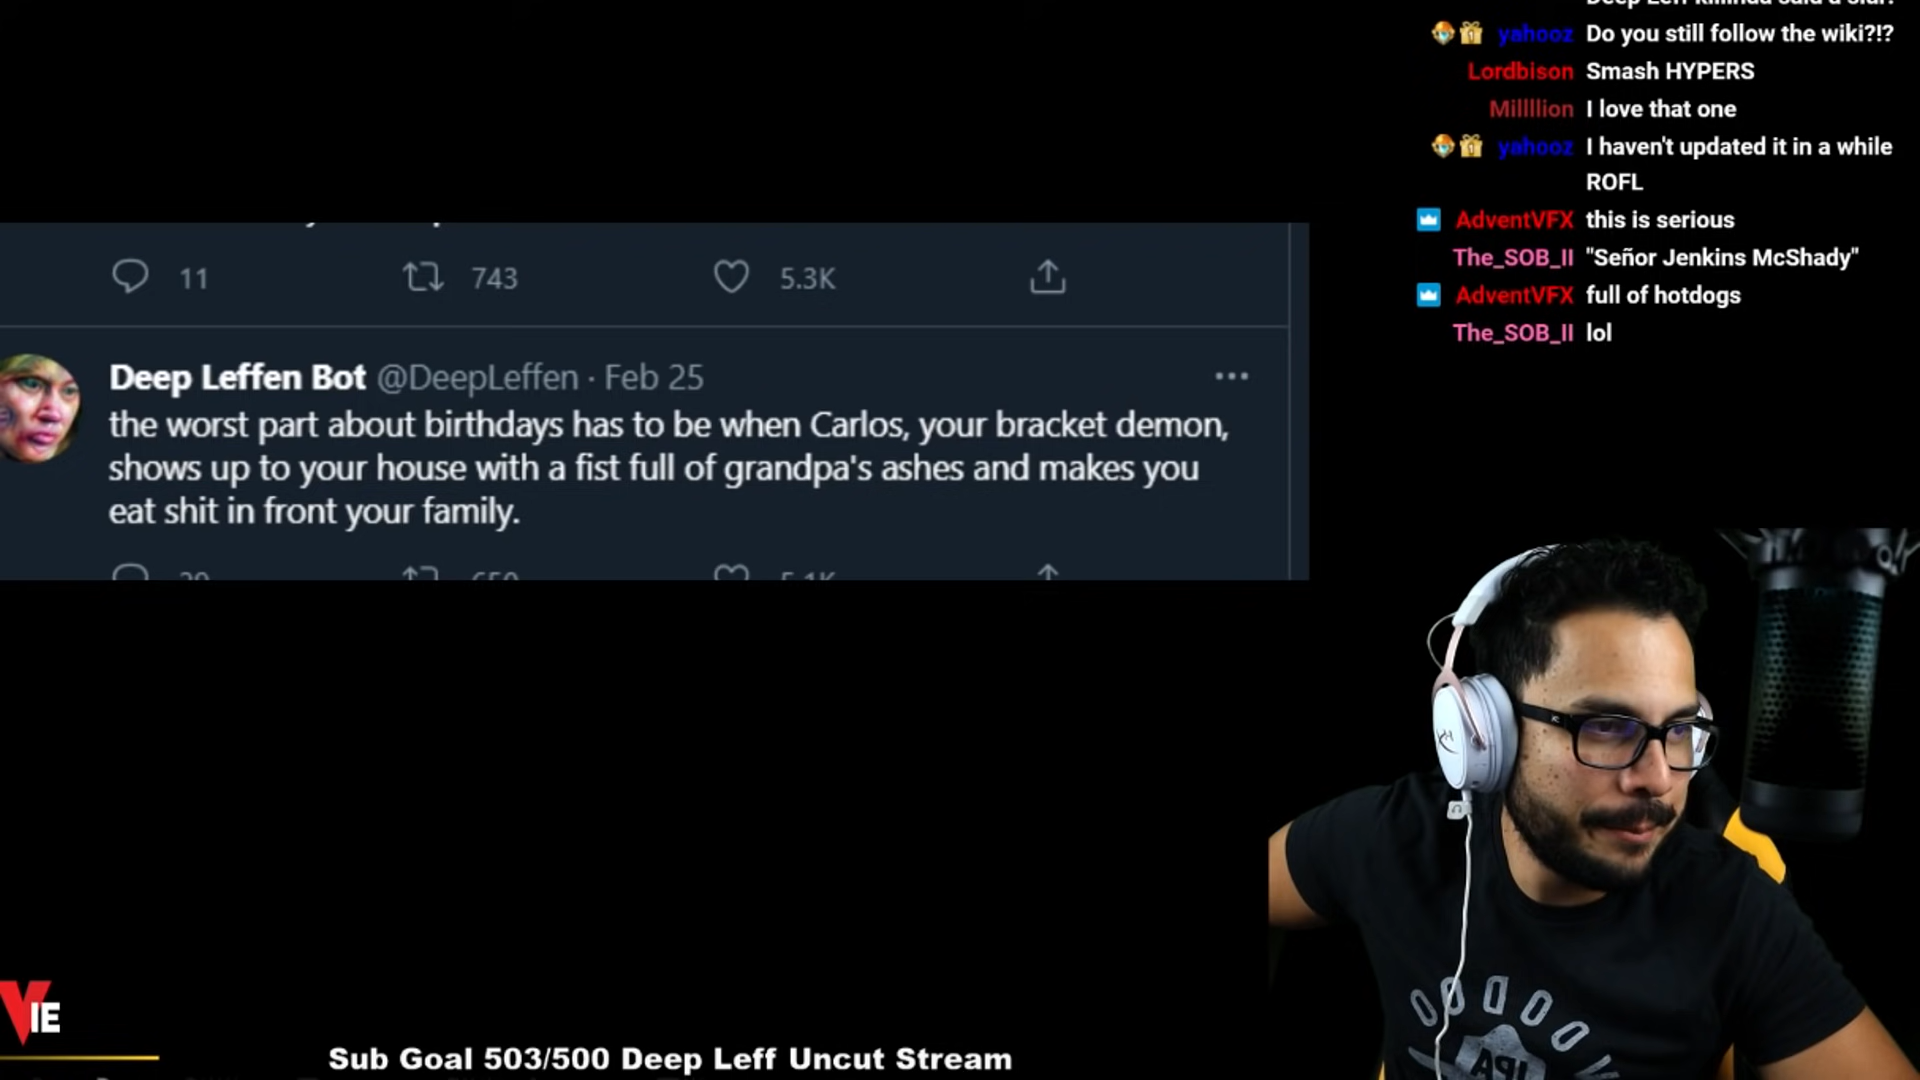 yahooz Do you still follow the wiki?!?
Lordbison Smash HYPERS
Millllion I love that one
yahooz I haven't updated it in a while
ROFL
AdventVFX this is serious
The_SOB_II "Señor Jenkins McShady"
AdventVFX full of hotdogs
The_SOB_II lol
11 743 5.3K
Deep Leffen Bot @DeepLeffen · Feb 25
the worst part about birthdays has to be when Carlos, your bracket demon,
shows up to your house with a fist full of grandpa's ashes and makes you
eat shit in front your family.
VIE
Sub Goal 503/500 Deep Leff Uncut Stream